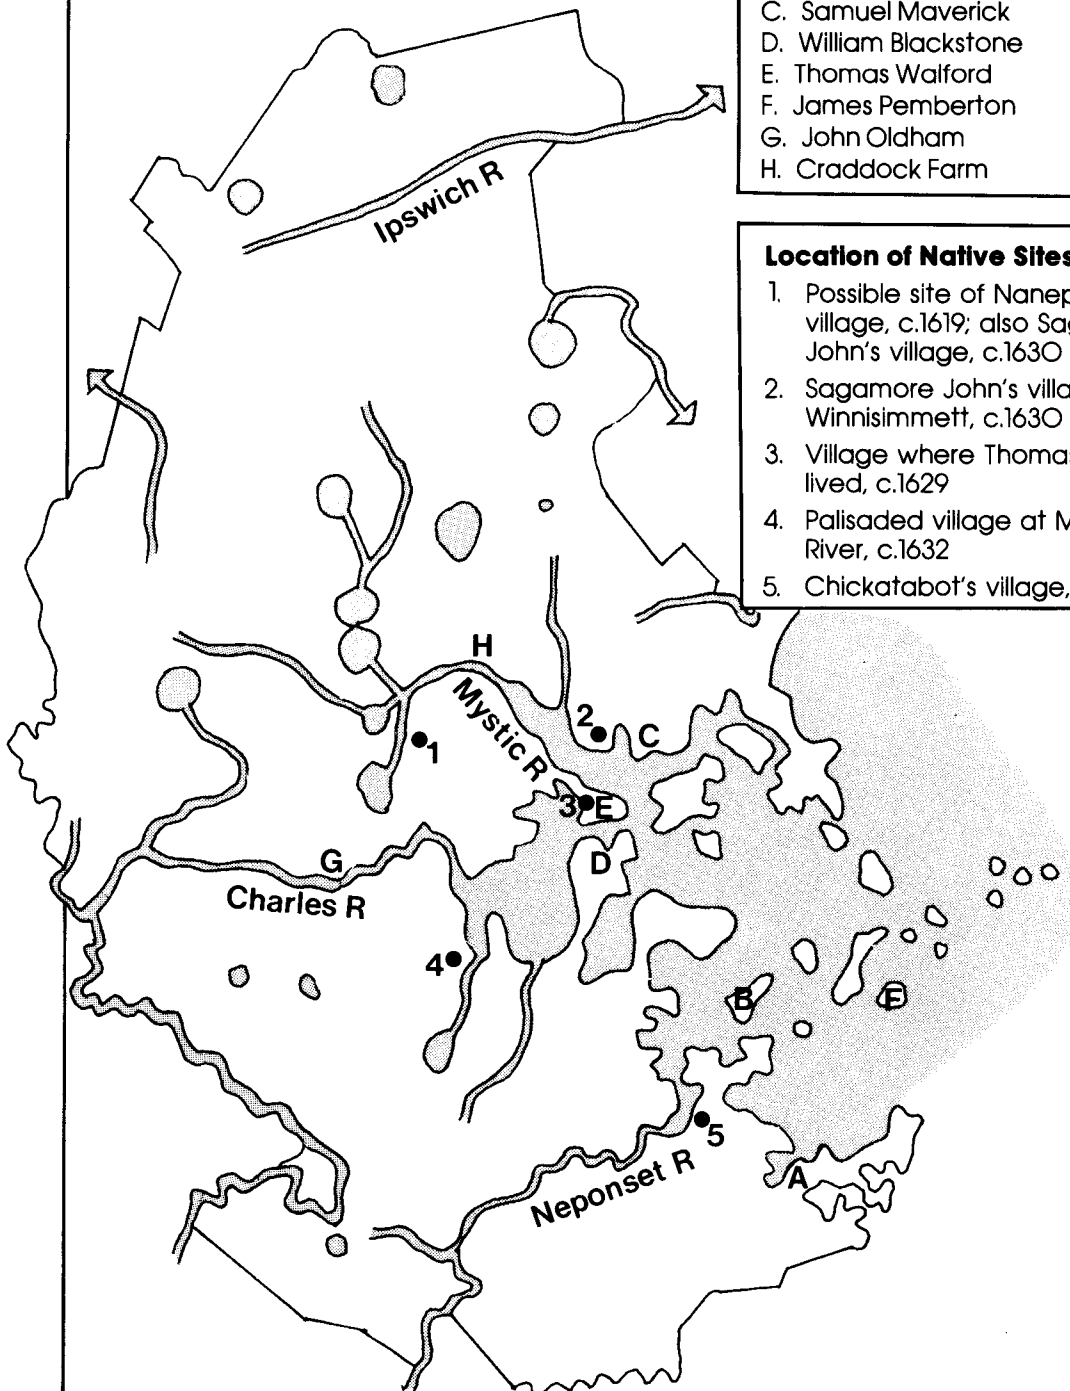 C. Samuel Maverick
D. William Blackstone
E. Thomas Walford
F. James Pemberton
G. John Oldham
H. Craddock Farm
Location of Native Sites
1. Possible site of Nanep
village, c.1619; also Sag
John's village, c.1630
2. Sagamore John's villa
Winnisimmett, c.1630
3. Village where Thomas
lived, c.1629
4. Palisaded village at M
River, c.1632
5. Chickatabot's village,
Ipswich R
H
Mystic R
2
C
1
3
E
G
D
Charles R
4
B
F
5
A
Neponset R